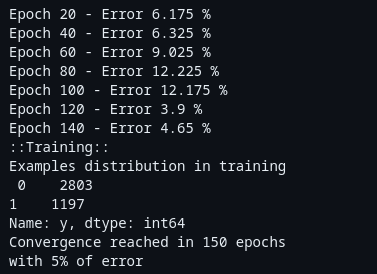 Epoch 20 - Error 6.175 %
Epoch 40 - Error 6.325 %
Epoch 60 - Error 9.025 %
Epoch 80 - Error 12.225 %
Epoch 100 - Error 12.175 %
Epoch 120 - Error 3.9 %
Epoch 140 - Error 4.65 %
::Training::
Examples distribution in training
 0    2803
1    1197
Name: y, dtype: int64
Convergence reached in 150 epochs
with 5% of error